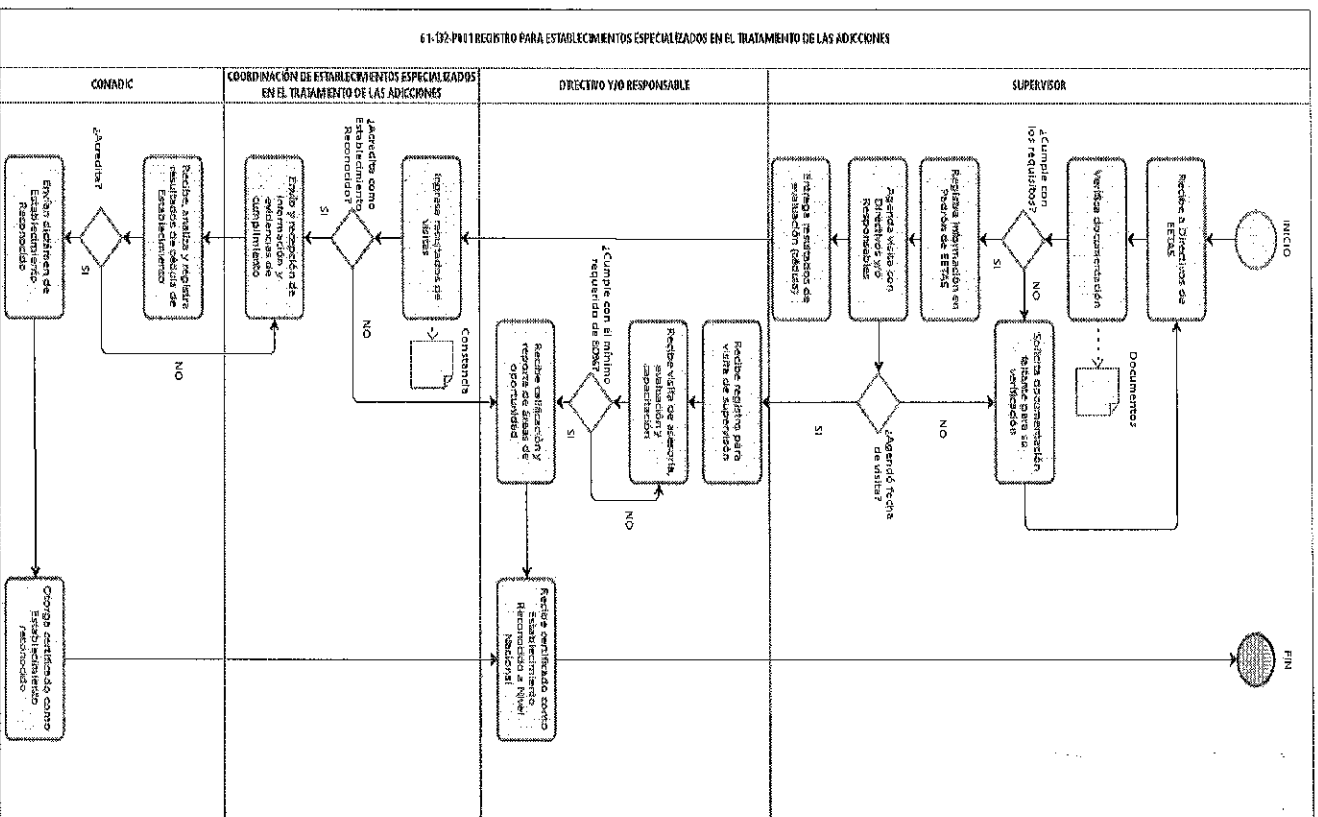 61-132-P001 REGISTRO PARA ESTABLECIMIENTOS ESPECIALIZADOS EN EL TRATAMIENTO DE LAS ADICCIONES
SUPERVISOR
INICIO
Recibe a Directivos de
EETAS
Verifica documentación
Documentos
¿Cumple con
los requisitos?
NO
SI
Solicita documentación
faltante para su
verificación
Registra información en
Padrón de EETAS
Agenda visita con
Directivos y/o
Responsables
¿Agendó fecha
de visita?
NO
SI
Entrega resultados de
evaluación (cédula)
FIN
DIRECTIVO Y/O RESPONSABLE
Recibe registro para
visita de supervisón
Recibe visita de asesoría,
evaluación y
capacitación
¿Cumple con el mínimo
requerido de 80%?
NO
SI
Recibe calificación y
reporte de áreas de
oportunidad
Recibe certificado como
Establecimiento
Reconocido a Nivel
Nacional
COORDINACIÓN DE ESTABLECIMIENTOS ESPECIALIZADOS
EN EL TRATAMIENTO DE LAS ADICCIONES
Ingresa resultados de
visitas
Constancia
¿Acredita como
Establecimiento
Reconocido?
NO
SI
Envío y recepción de
información y
evidencias de
cumplimiento
CONADIC
Recibe, analiza y registra
resultados de cédula de
Establecimiento
¿Acredita?
NO
SI
Envían dictámen de
Establecimiento
Reconocido
Otorga certificado como
Establecimiento
reconocido